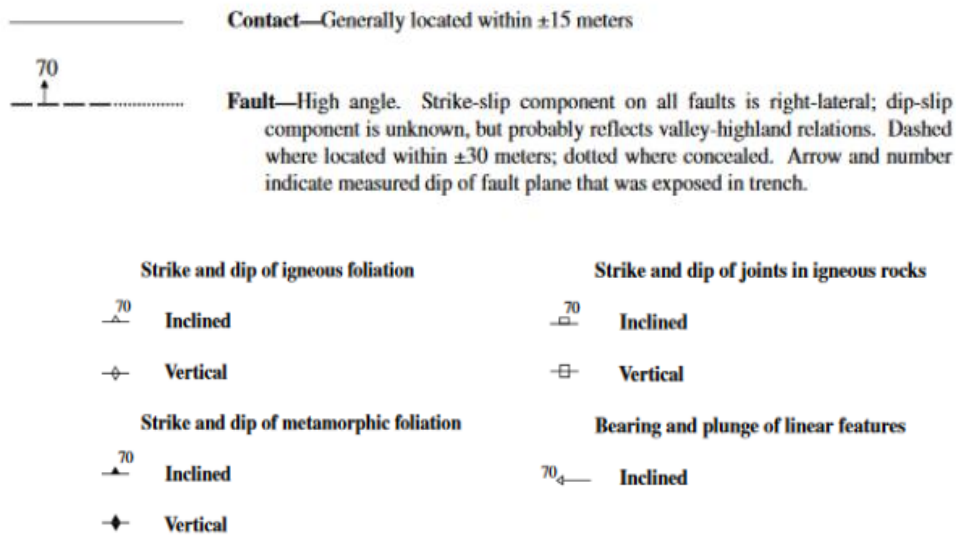 Contact—Generally located within ±15 meters
70
Fault—High angle. Strike-slip component on all faults is right-lateral; dip-slip
component is unknown, but probably reflects valley-highland relations. Dashed
where located within ±30 meters; dotted where concealed. Arrow and number
indicate measured dip of fault plane that was exposed in trench.
Strike and dip of igneous foliation
70
Inclined
Vertical
Strike and dip of metamorphic foliation
70
Inclined
Vertical
Strike and dip of joints in igneous rocks
70
Inclined
Vertical
Bearing and plunge of linear features
70
Inclined